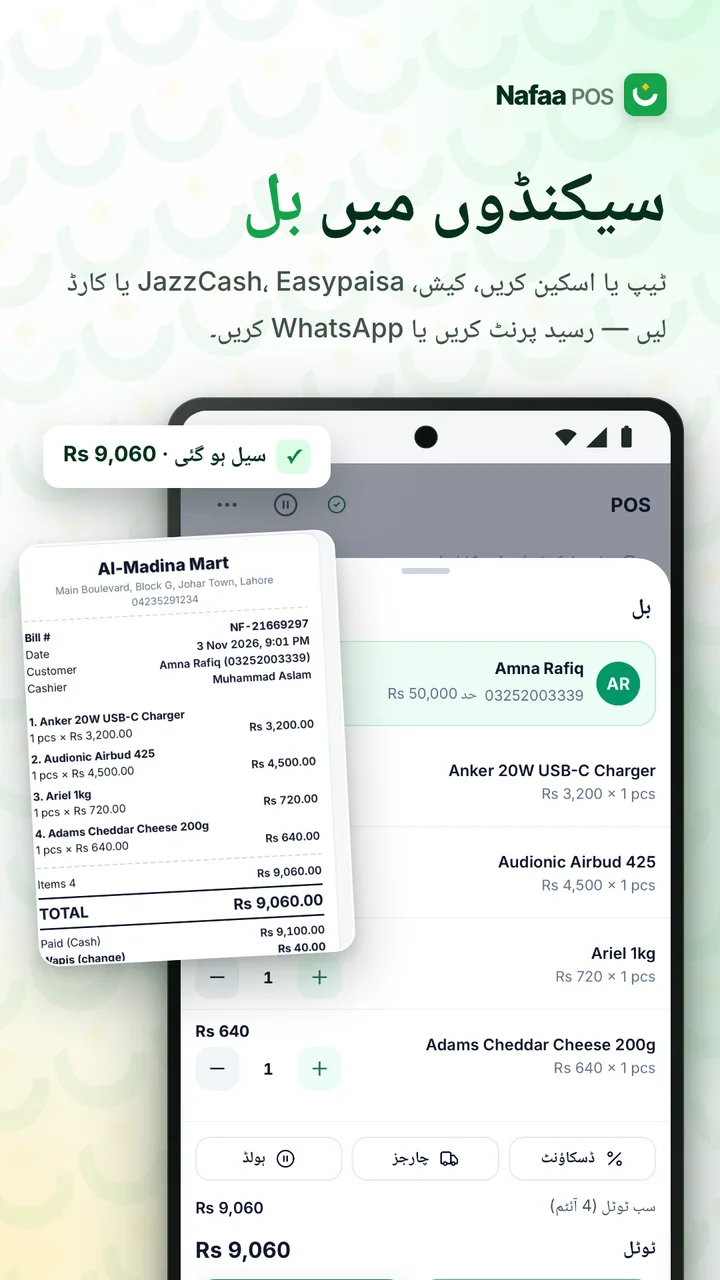 Nafaa POS
سیکنڈوں میں بل
ٹیپ یا اسکین کریں، کیش، JazzCash، Easypaisa یا کارڈ
لیں — رسید پرنٹ کریں یا WhatsApp کریں۔
سیل ہو گئی · Rs 9,060
POS
Al-Madina Mart
Main Boulevard, Block G, Johar Town, Lahore
04235291234
Bill # NF-21669297
Date 3 Nov 2026, 9:01 PM
Customer Amna Rafiq (03252003339)
Cashier Muhammad Aslam
1. Anker 20W USB-C Charger
1 pcs × Rs 3,200.00 Rs 3,200.00
2. Audionic Airbud 425
1 pcs × Rs 4,500.00 Rs 4,500.00
3. Ariel 1kg
1 pcs × Rs 720.00 Rs 720.00
4. Adams Cheddar Cheese 200g
1 pcs × Rs 640.00 Rs 640.00
Items 4 Rs 9,060.00
TOTAL Rs 9,060.00
Paid (Cash) Rs 9,100.00
Wapis (change) Rs 40.00
بل
AR
Amna Rafiq
03252003339 حد Rs 50,000
Anker 20W USB-C Charger
Rs 3,200 × 1 pcs
Audionic Airbud 425
Rs 4,500 × 1 pcs
Ariel 1kg
Rs 720 × 1 pcs
1
Adams Cheddar Cheese 200g
Rs 640 × 1 pcs
Rs 640
1
ڈسکاؤنٹ
چارجز
ہولڈ
سب ٹوٹل (4 آئٹم) Rs 9,060
ٹوٹل Rs 9,060